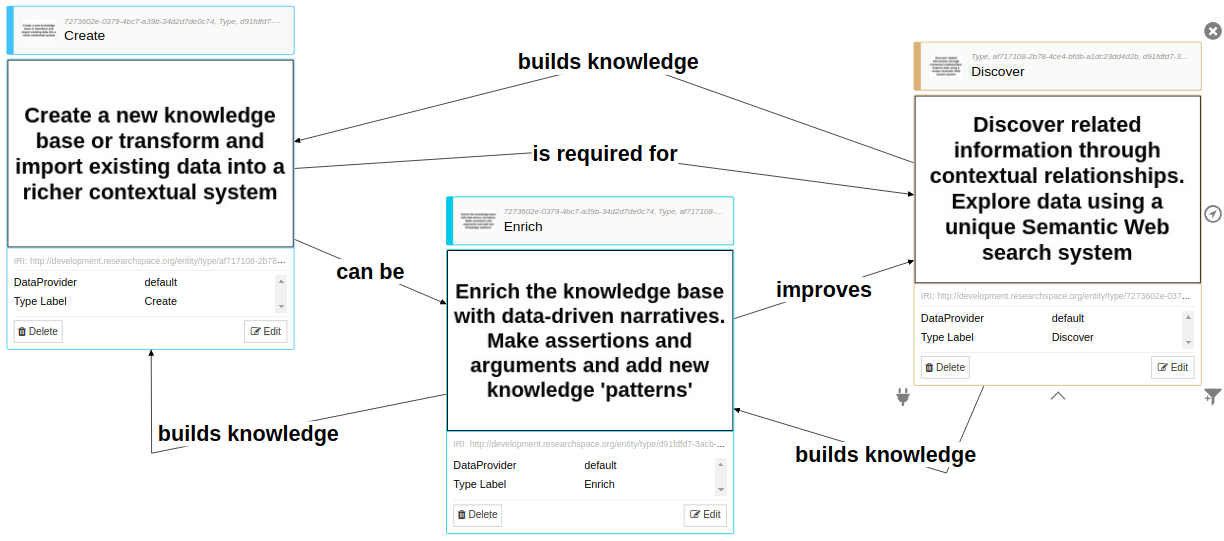 7273602e-0379-4bc7-a39b-34d2d7de0c74, Type, d91fdfd7-...
Create
Create a new knowledge
base or transform and
import existing data into a
richer contextual system
IRI: http://development.researchspace.org/entity/type/af717108-2b78...
DataProvider default
Type Label Create
Delete Edit
builds knowledge
is required for
can be
builds knowledge
7273602e-0379-4bc7-a39b-34d2d7de0c74, Type, af717108-...
Enrich
Enrich the knowledge base
with data-driven narratives.
Make assertions and
arguments and add new
knowledge 'patterns'
IRI: http://development.researchspace.org/entity/type/d91fdfd7-3acb-...
DataProvider default
Type Label Enrich
Delete Edit
improves
builds knowledge
Type, af717108-2b78-4ce4-bfdb-a1dc23dd4d2b, d91fdfd7-3...
Discover
Discover related
information through
contextual relationships.
Explore data using a
unique Semantic Web
search system
IRI: http://development.researchspace.org/entity/type/7273602e-037...
DataProvider default
Type Label Discover
Delete Edit